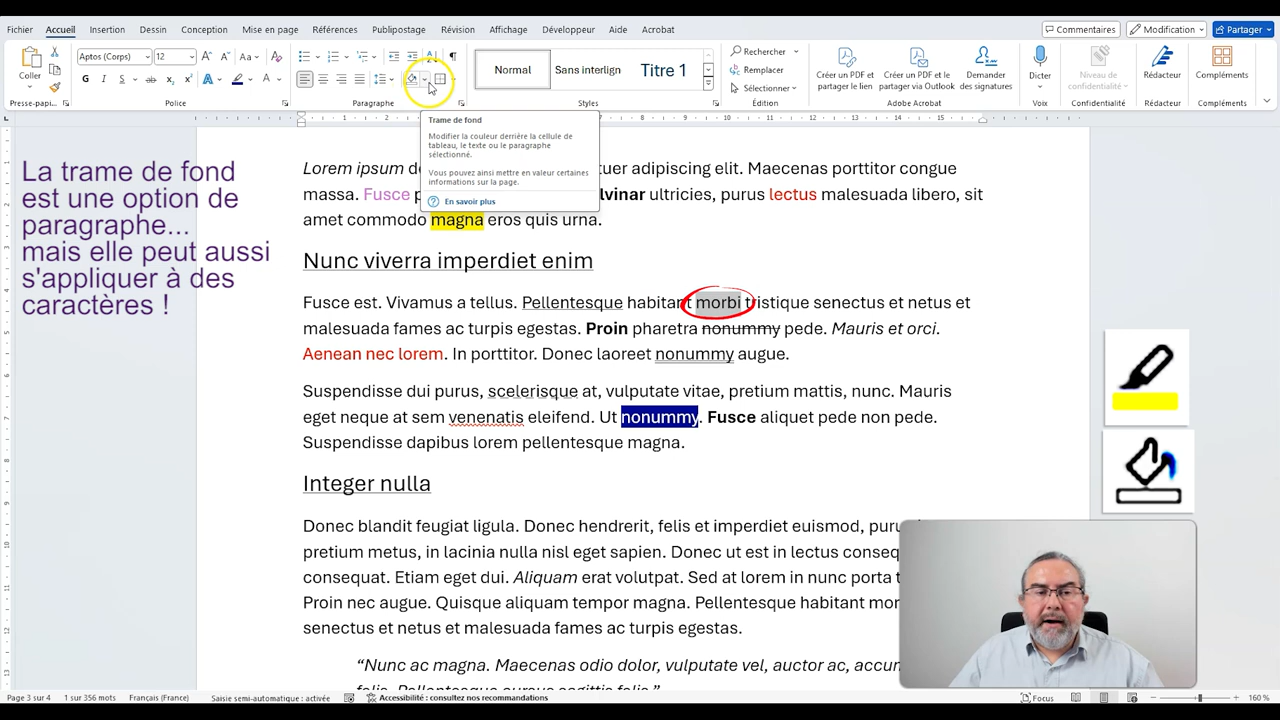 Fichier Accueil Insertion Dessin Conception Mise en page Référence Publipostage Révision Affichage Développeur Aide Acrobat Commentaires Modification Partager
Coller
Presse-papi...
Aptos (Corps) 12
Police
Paragraphe
Normal Sans interlign Titre 1
Styles
Rechercher
Remplacer
Sélectionner
Édition
Créer un PDF et partager le lien
Créer un PDF et partager via Outlook
Demander des signatures
Adobe Acrobat
Dicter
Voix
Niveau de confidentialité
Confidentialité
Rédacteur
Rédacteur
Compléments
Compléments
Trame de fond
Modifier la couleur derrière la cellule de
tableau, le texte ou le paragraphe
sélectionné.
Vous pouvez ainsi mettre en valeur certaines
informations sur la page.
En savoir plus
La trame de fond
est une option de
paragraphe...
mais elle peut aussi
s'appliquer à des
caractères !
Lorem ipsum tuer adipiscing elit. Maecenas porttitor congue
massa. Fusce ultricies, purus lectus malesuada libero, sit
amet commodo magna eros quis urna.
Nunc viverra imperdiet enim
Fusce est. Vivamus a tellus. Pellentesque habitant morbi tristique senectus et netus et
malesuada fames ac turpis egestas. Proin pharetra nonummy pede. Mauris et orci.
Aenean nec lorem. In porttitor. Donec laoreet nonummy augue.
Suspendisse dui purus, scelerisque at, vulputate vitae, pretium mattis, nunc. Mauris
eget neque at sem venenatis eleifend. Ut nonummy. Fusce aliquet pede non pede.
Suspendisse dapibus lorem pellentesque magna.
Integer nulla
Donec blandit feugiat ligula. Donec hendrerit, felis et imperdiet euismod,
pretium metus, in lacinia nulla nisl eget sapien. Donec ut est in lectus
consequat. Etiam eget dui. Aliquam erat volutpat. Sed at lorem in nunc porta
Proin nec augue. Quisque aliquam tempor magna. Pellentesque habitant
senectus et netus et malesuada fames ac turpis egestas.
“Nunc ac magna. Maecenas odio dolor, vulputate vel, auctor ac,
felis. Pellentesque cursus sagittis felis.”
Page 3 sur 4 1 sur 356 mots Français (France) Saisie semi-automatique : activée Accessibilité : consultez nos recommandations Focus 160 %